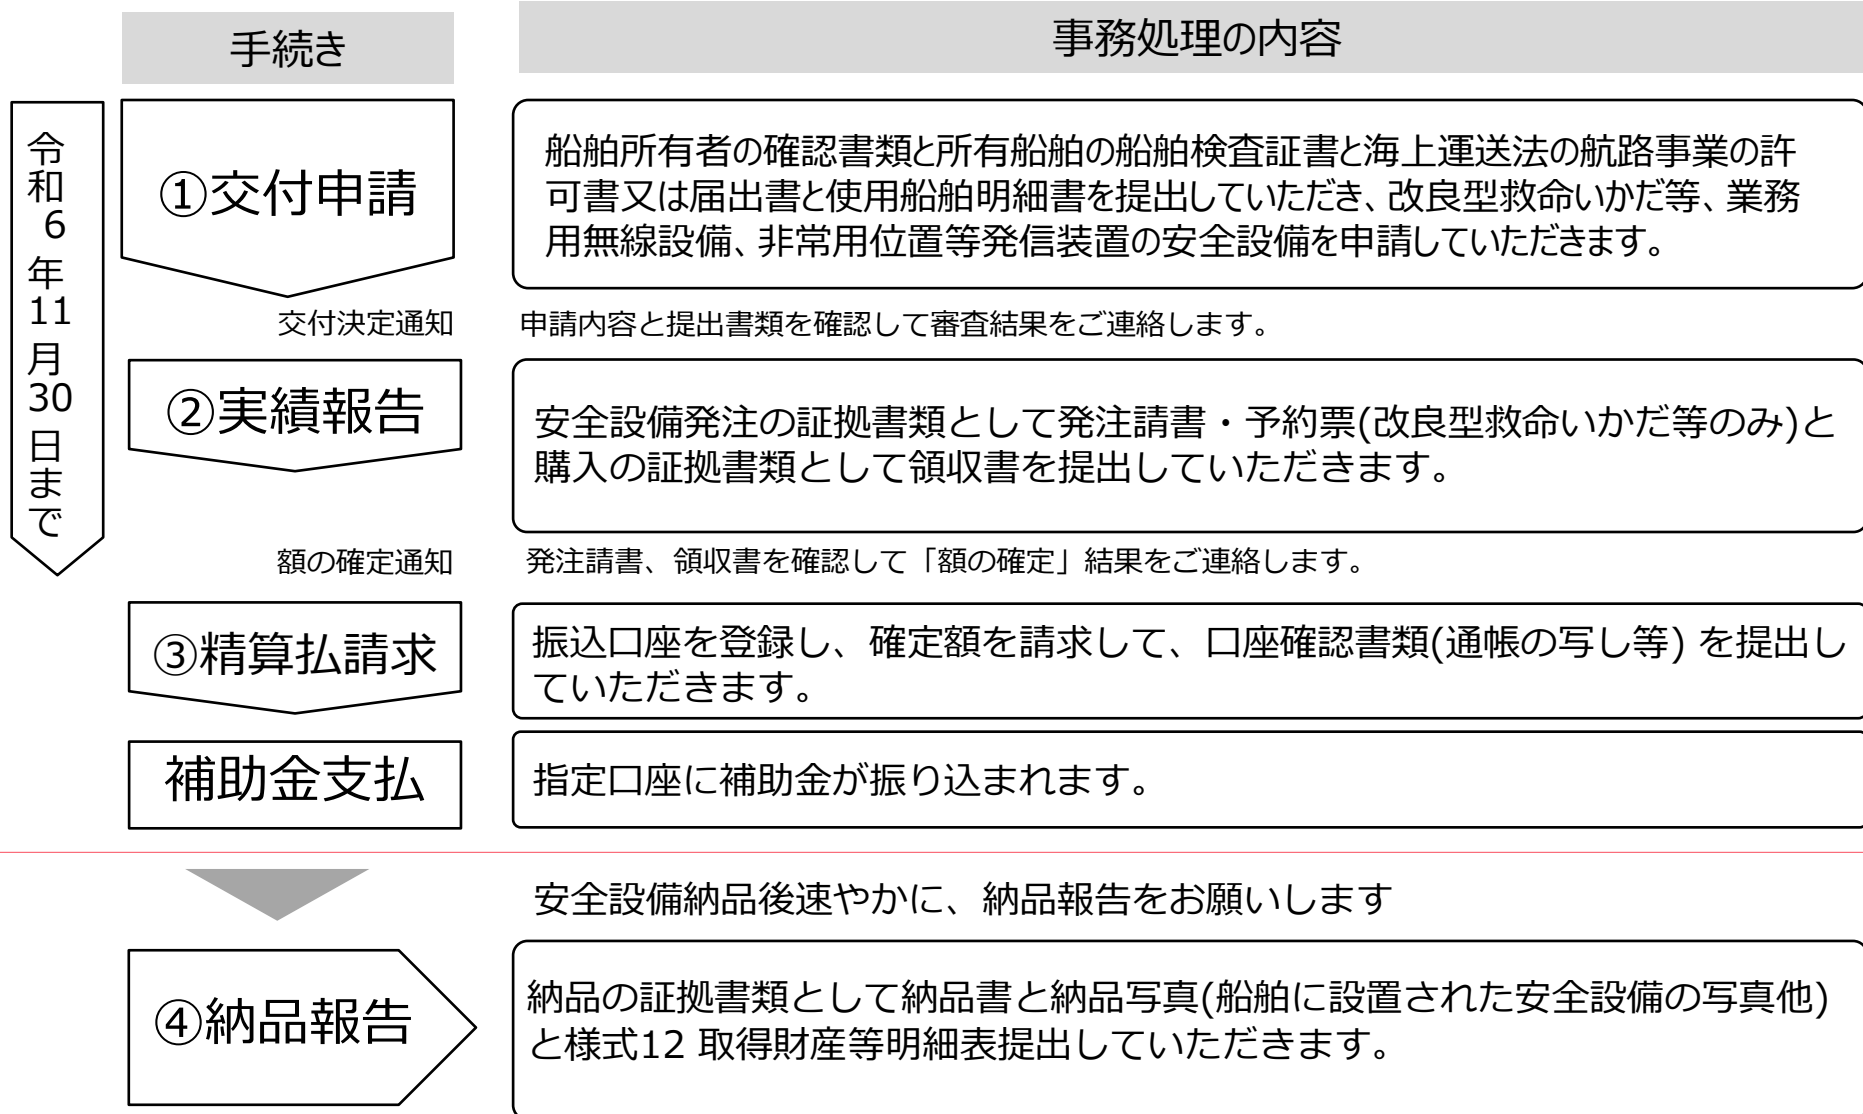 手続き
事務処理の内容
令和6年11月30日まで
①交付申請
船舶所有者の確認書類と所有船舶の船舶検査証書と海上運送法の航路事業の許
可書又は届出書と使用船舶明細書を提出していただき、改良型救命いかだ等、業務
用無線設備、非常用位置等発信装置の安全設備を申請していただきます。
交付決定通知
申請内容と提出書類を確認して審査結果をご連絡します。
②実績報告
安全設備発注の証拠書類として発注請書・予約票(改良型救命いかだ等のみ)と
購入の証拠書類として領収書を提出していただきます。
額の確定通知
発注請書、領収書を確認して「額の確定」結果をご連絡します。
③精算払請求
振込口座を登録し、確定額を請求して、口座確認書類(通帳の写し等) を提出し
ていただきます。
補助金支払
指定口座に補助金が振り込まれます。
安全設備納品後速やかに、納品報告をお願いします
④納品報告
納品の証拠書類として納品書と納品写真(船舶に設置された安全設備の写真他)
と様式12 取得財産等明細表提出していただきます。